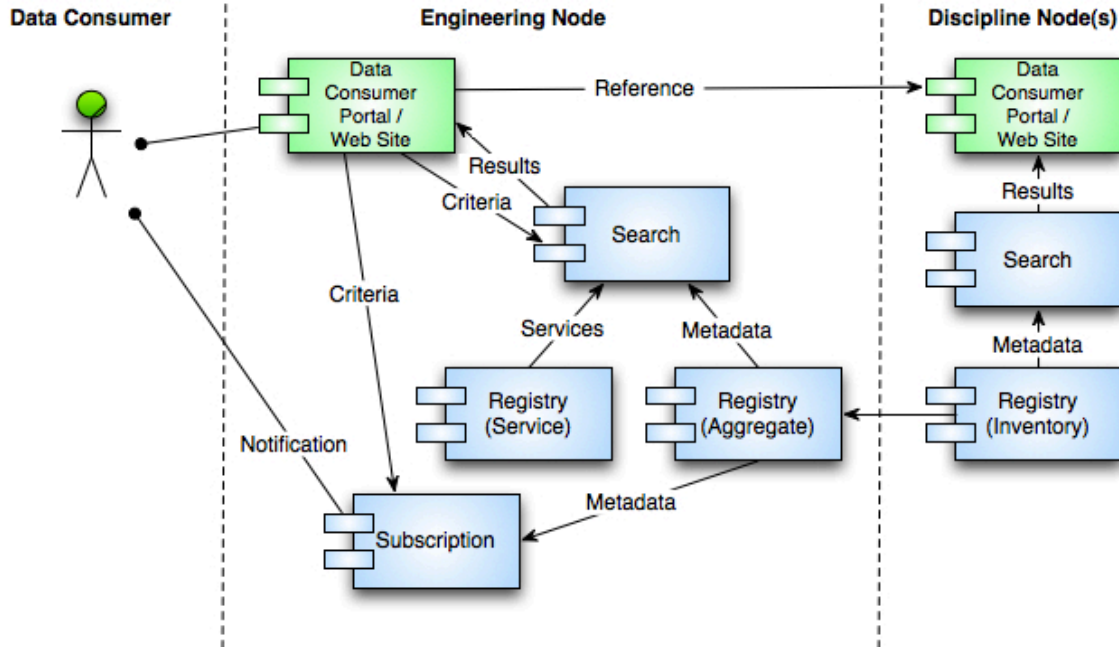 Data Consumer
Engineering Node
Discipline Node(s)
Data
Consumer
Portal /
Web Site
Reference
Data
Consumer
Portal /
Web Site
Results
Criteria
Results
Search
Search
Criteria
Services
Metadata
Metadata
Registry
(Service)
Registry
(Aggregate)
Registry
(Inventory)
Notification
Metadata
Subscription